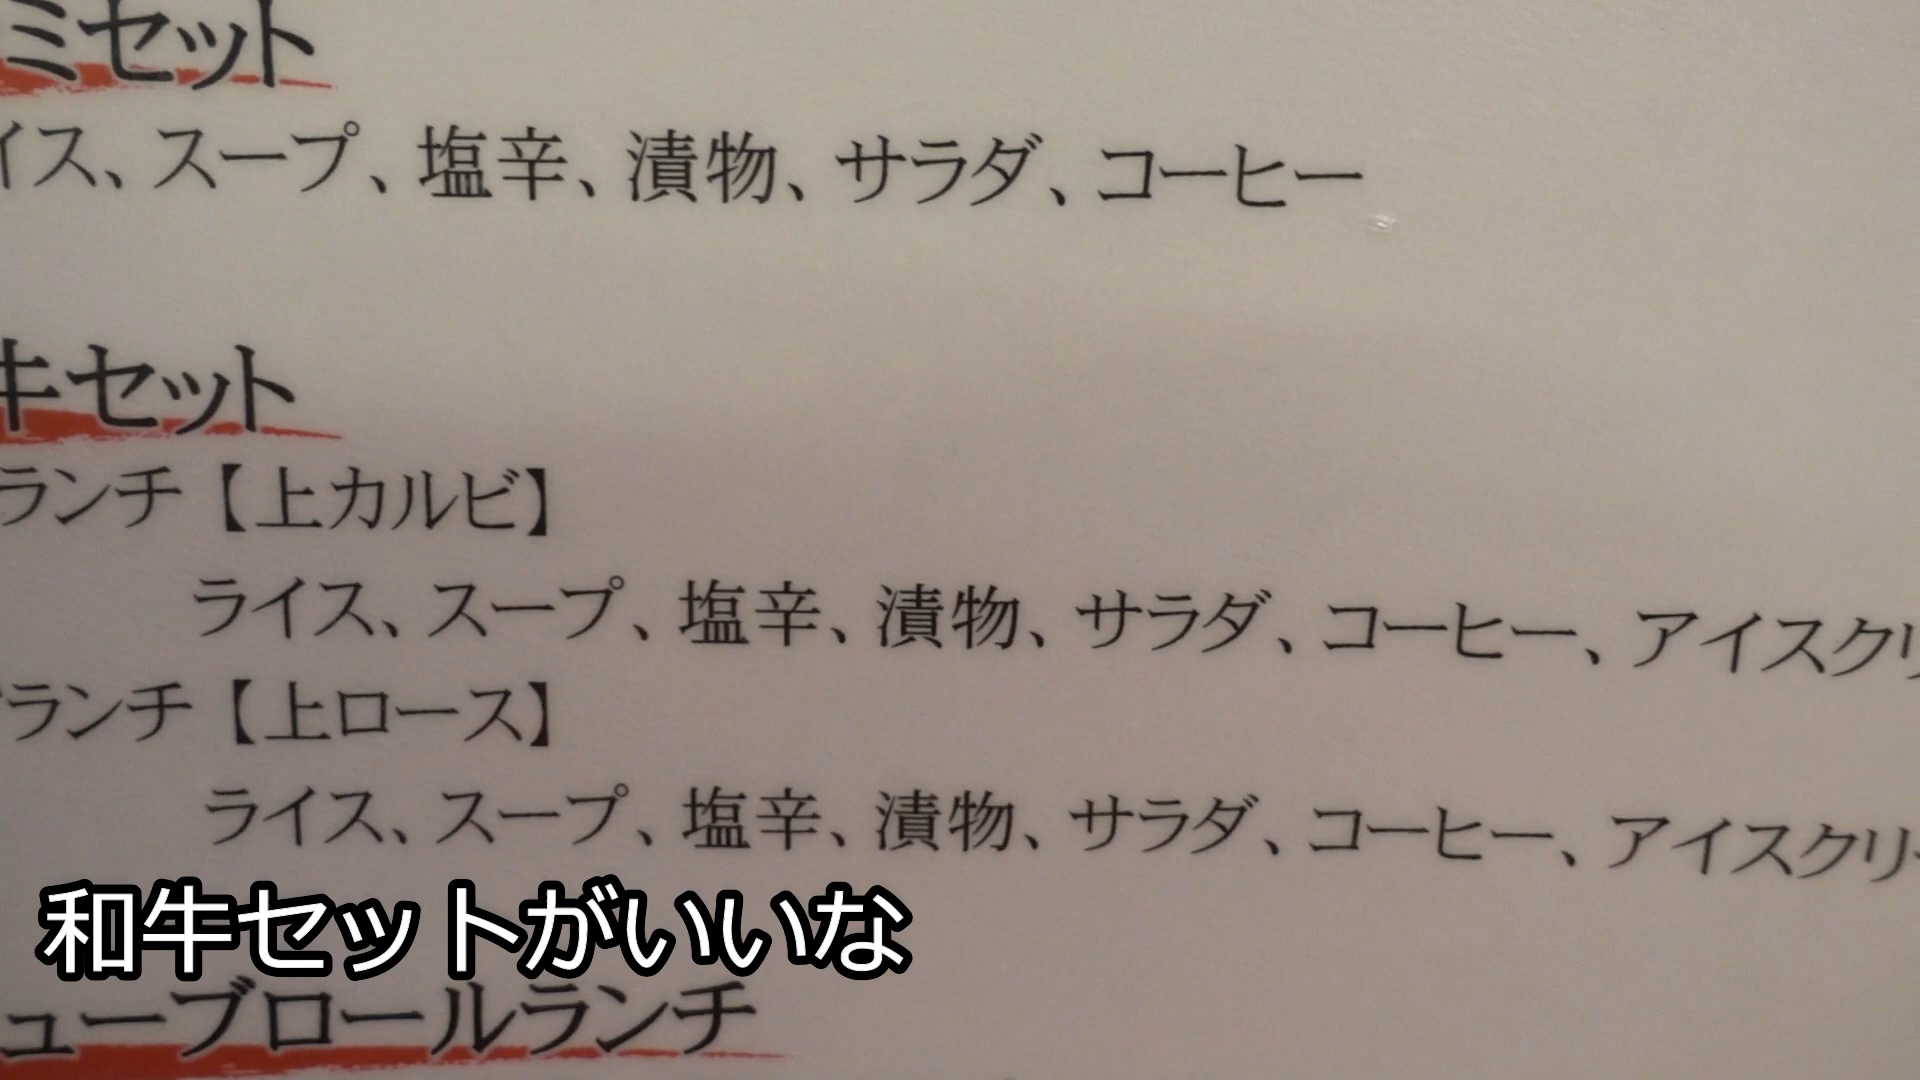 ミセット
イス、スープ、塩辛、漬物、サラダ、コーヒー
牛セット
ランチ【上カルビ】
ライス、スープ、塩辛、漬物、サラダ、コーヒー、アイスクリ
ランチ【上ロース】
ライス、スープ、塩辛、漬物、サラダ、コーヒー、アイスクリー
和牛セットがいいな
ューブロールランチ